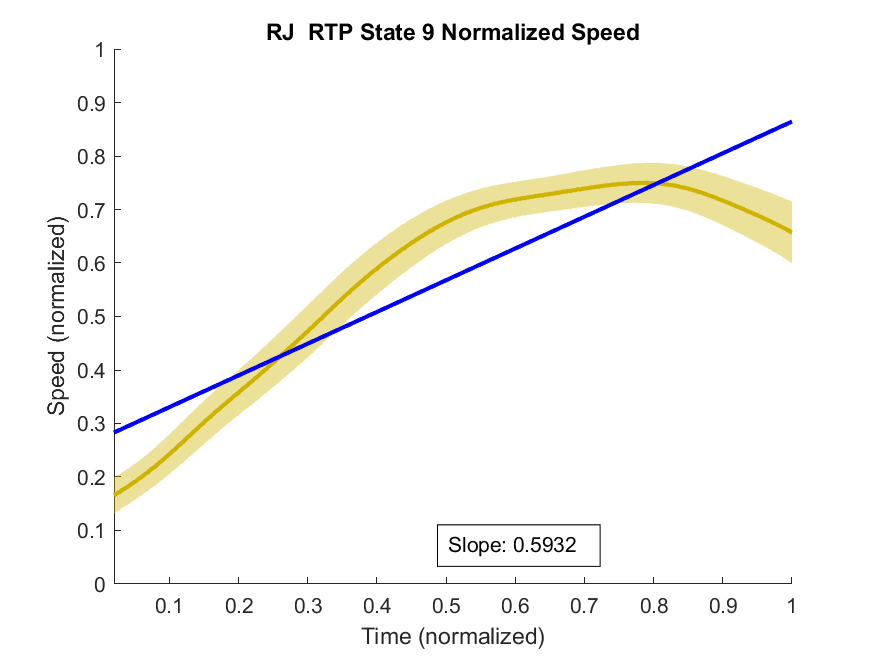 RJ  RTP State 9 Normalized Speed
1
0.9
0.8
0.7
0.6
0.5
0.4
0.3
0.2
0.1
0
Speed (normalized)
Slope: 0.5932
0.1 0.2 0.3 0.4 0.5 0.6 0.7 0.8 0.9 1
Time (normalized)